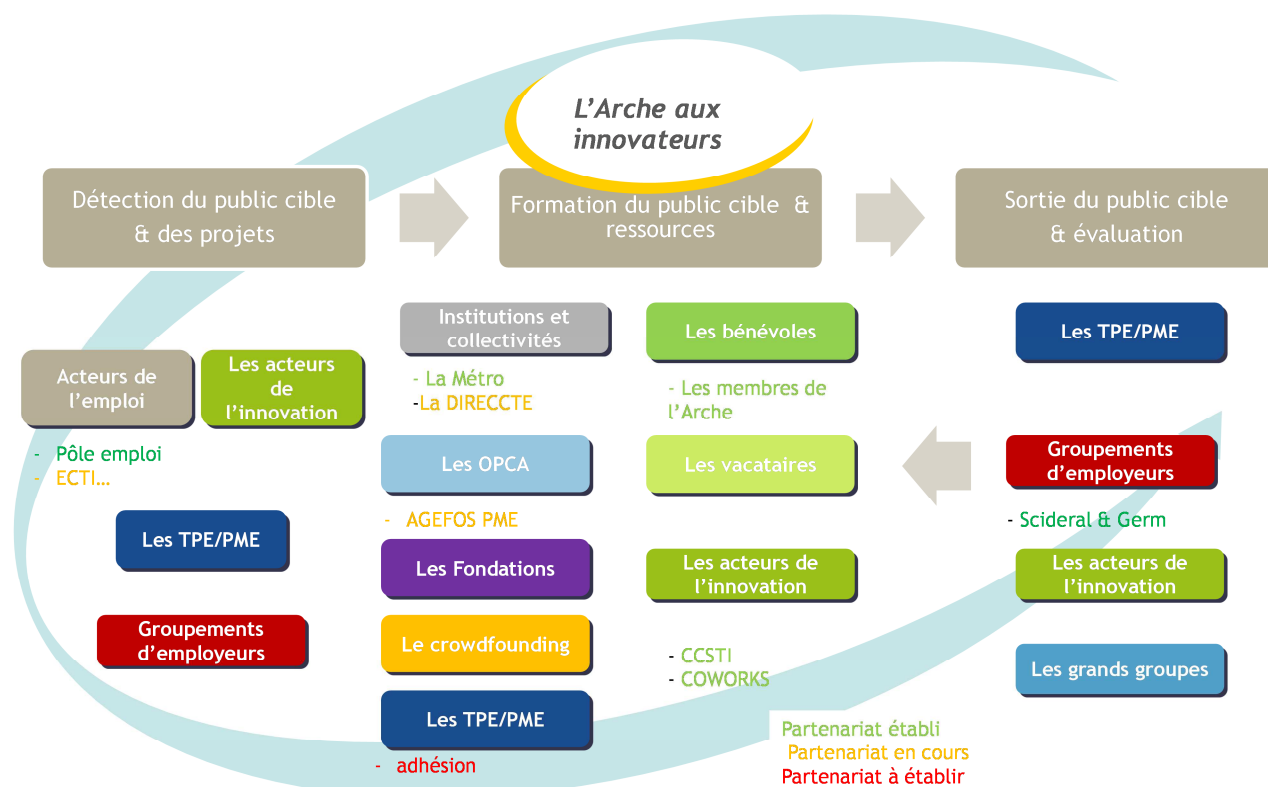 L'Arche aux
innovateurs
Détection du public cible
& des projets
Formation du public cible &
ressources
Sortie du public cible
& évaluation
Acteurs de
l'emploi
Les acteurs
de
l'innovation
- Pôle emploi
- ECTI…
Les TPE/PME
Groupements
d'employeurs
Institutions et
collectivités
- La Métro
-La DIRECCTE
Les OPCA
- AGEFOS PME
Les Fondations
Le crowdfounding
Les TPE/PME
- adhésion
Les bénévoles
- Les membres de
l'Arche
Les vacataires
Les acteurs de
l'innovation
- CCSTI
- COWORKS
Les TPE/PME
Groupements
d'employeurs
- Scideral & Germ
Les acteurs de
l'innovation
Les grands groupes
Partenariat établi
Partenariat en cours
Partenariat à établir